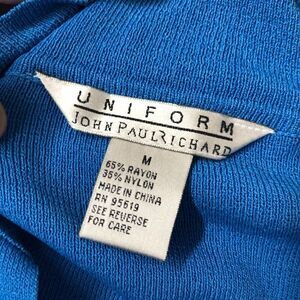 UNIFORM
JOHN PAUL RICHARD
M
65% RAYON
35% NYLON
MADE IN CHINA
RN 95619
SEE REVERSE
FOR CARE